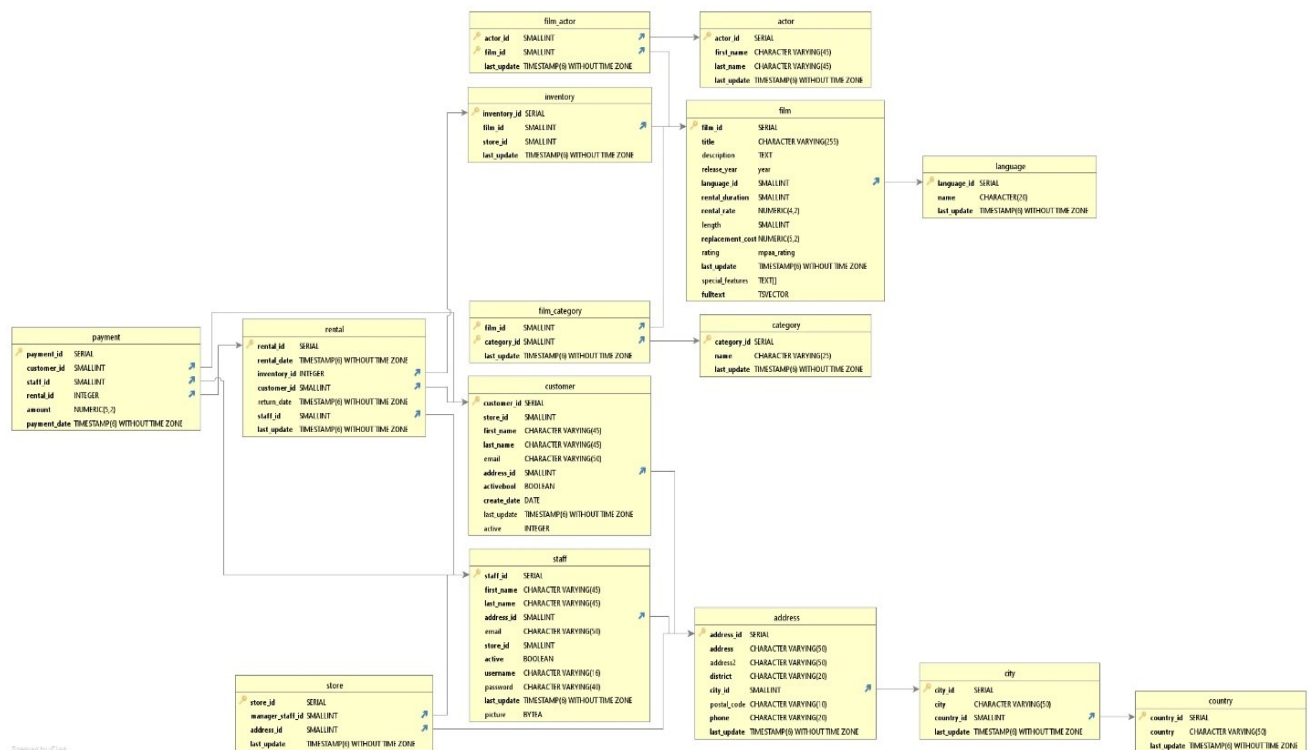 film_actor
actor_id SMALLINT
film_id SMALLINT
last_update TIMESTAMP(6) WITHOUT TIME ZONE
actor
actor_id SERIAL
first_name CHARACTER VARYING(45)
last_name CHARACTER VARYING(45)
last_update TIMESTAMP(6) WITHOUT TIME ZONE
inventory
inventory_id SERIAL
film_id SMALLINT
store_id SMALLINT
last_update TIMESTAMP(6) WITHOUT TIME ZONE
film
film_id SERIAL
title CHARACTER VARYING(255)
description TEXT
release_year year
language_id SMALLINT
rental_duration SMALLINT
rental_rate NUMERIC(4,2)
length SMALLINT
replacement_cost NUMERIC(5,2)
rating mpaa_rating
last_update TIMESTAMP(6) WITHOUT TIME ZONE
special_features TEXT[]
fulltext TSVECTOR
language
language_id SERIAL
name CHARACTER(20)
last_update TIMESTAMP(6) WITHOUT TIME ZONE
film_category
film_id SMALLINT
category_id SMALLINT
last_update TIMESTAMP(6) WITHOUT TIME ZONE
category
category_id SERIAL
name CHARACTER VARYING(25)
last_update TIMESTAMP(6) WITHOUT TIME ZONE
payment
payment_id SERIAL
customer_id SMALLINT
staff_id SMALLINT
rental_id INTEGER
amount NUMERIC(5,2)
payment_date TIMESTAMP(6) WITHOUT TIME ZONE
rental
rental_id SERIAL
rental_date TIMESTAMP(6) WITHOUT TIME ZONE
inventory_id INTEGER
customer_id SMALLINT
return_date TIMESTAMP(6) WITHOUT TIME ZONE
staff_id SMALLINT
last_update TIMESTAMP(6) WITHOUT TIME ZONE
customer
customer_id SERIAL
store_id SMALLINT
first_name CHARACTER VARYING(45)
last_name CHARACTER VARYING(45)
email CHARACTER VARYING(50)
address_id SMALLINT
activebool BOOLEAN
create_date DATE
last_update TIMESTAMP(6) WITHOUT TIME ZONE
active INTEGER
staff
staff_id SERIAL
first_name CHARACTER VARYING(45)
last_name CHARACTER VARYING(45)
address_id SMALLINT
email CHARACTER VARYING(50)
store_id SMALLINT
active BOOLEAN
username CHARACTER VARYING(16)
password CHARACTER VARYING(40)
last_update TIMESTAMP(6) WITHOUT TIME ZONE
picture BYTEA
store
store_id SERIAL
manager_staff_id SMALLINT
address_id SMALLINT
last_update TIMESTAMP(6) WITHOUT TIME ZONE
address
address_id SERIAL
address CHARACTER VARYING(50)
address2 CHARACTER VARYING(50)
district CHARACTER VARYING(20)
city_id SMALLINT
postal_code CHARACTER VARYING(10)
phone CHARACTER VARYING(20)
last_update TIMESTAMP(6) WITHOUT TIME ZONE
city
city_id SERIAL
city CHARACTER VARYING(50)
country_id SMALLINT
last_update TIMESTAMP(6) WITHOUT TIME ZONE
country
country_id SERIAL
country CHARACTER VARYING(50)
last_update TIMESTAMP(6) WITHOUT TIME ZONE